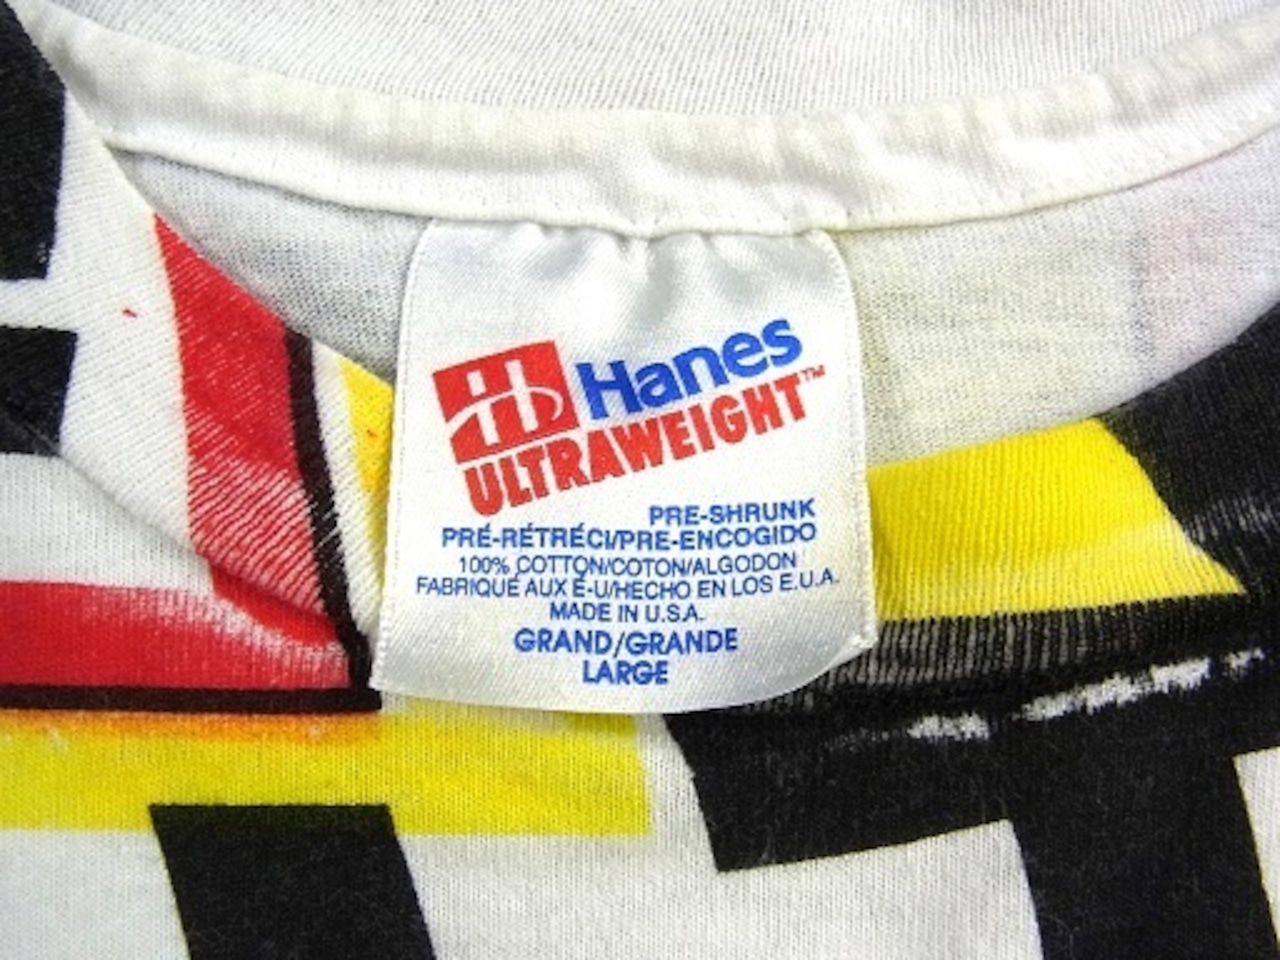 Hanes
ULTRAWEIGHT™
PRE-SHRUNK
PRÉ-RÉTRÉCI/PRE-ENCOGIDO
100% COTTON/COTON/ALGODON
FABRIQUÉ AUX É-U/HECHO EN LOS E.U.A.
MADE IN U.S.A.
GRAND/GRANDE
LARGE